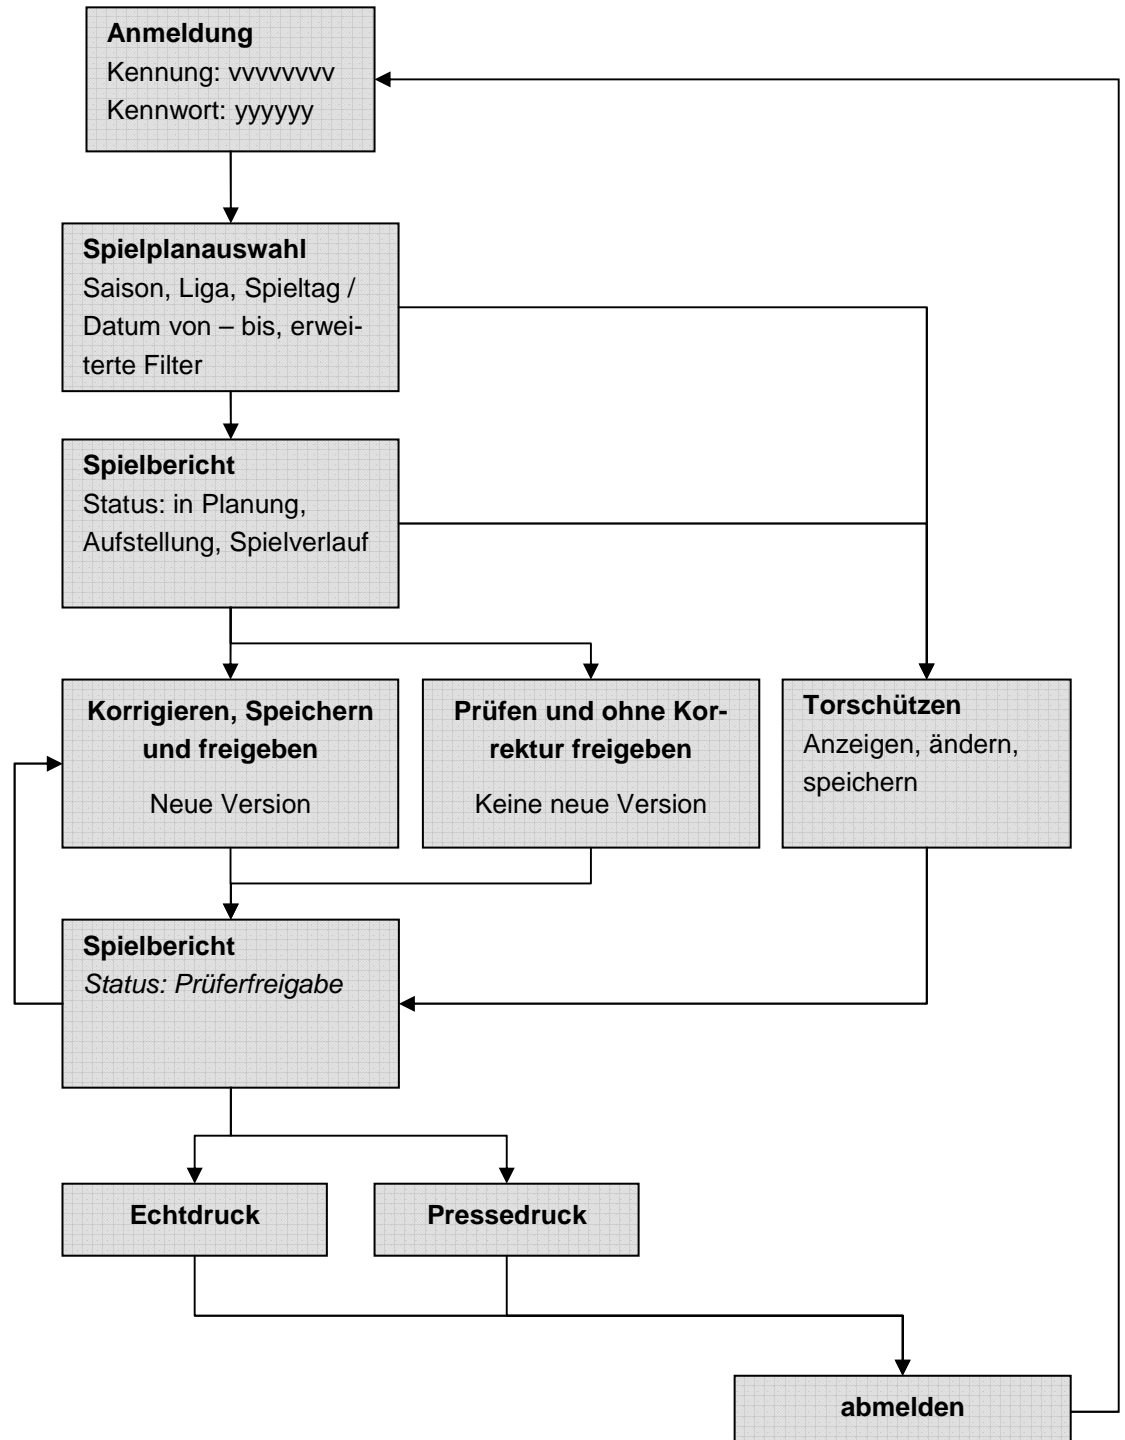 Anmeldung
Kennung: vvvvvvvv
Kennwort: yyyyyy
Spielplanauswahl
Saison, Liga, Spieltag /
Datum von – bis, erwei-
terte Filter
Spielbericht
Status: in Planung,
Aufstellung, Spielverlauf
Korrigieren, Speichern
und freigeben
Neue Version
Prüfen und ohne Kor-
rektur freigeben
Keine neue Version
Torschützen
Anzeigen, ändern,
speichern
Spielbericht
Status: Prüferfreigabe
Echtdruck
Pressedruck
abmelden